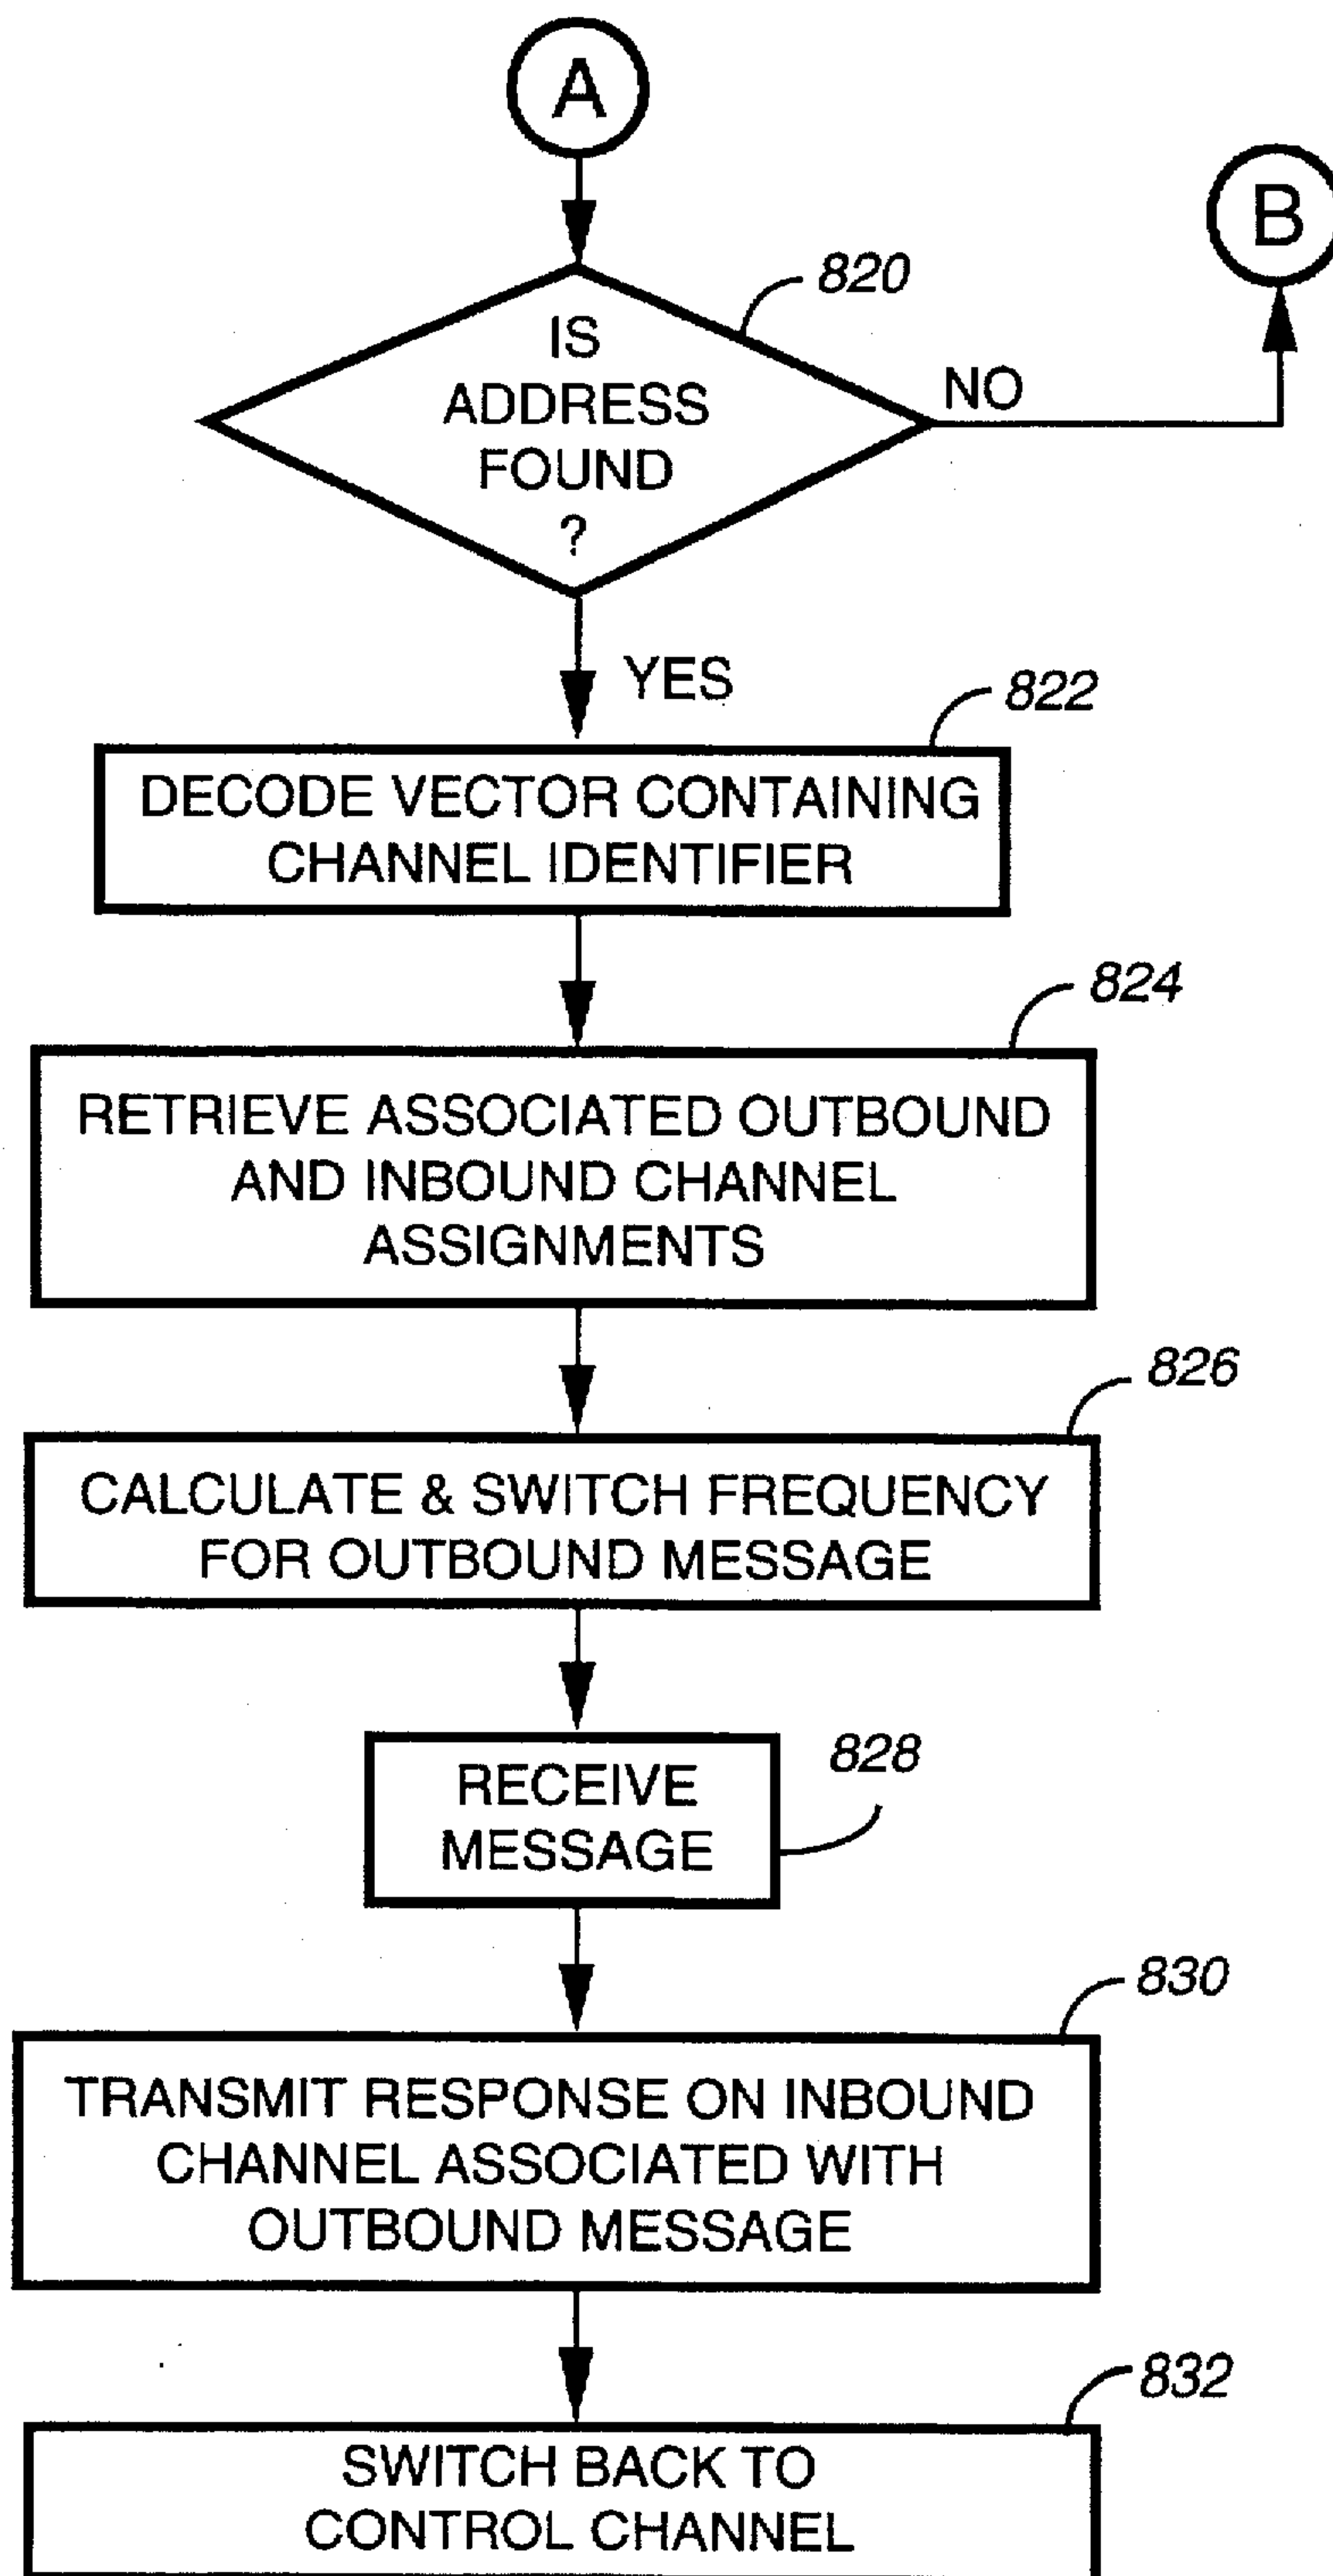 A
B
820
IS
ADDRESS
FOUND
?
NO
YES
822
DECODE VECTOR CONTAINING
CHANNEL IDENTIFIER
824
RETRIEVE ASSOCIATED OUTBOUND
AND INBOUND CHANNEL
ASSIGNMENTS
826
CALCULATE & SWITCH FREQUENCY
FOR OUTBOUND MESSAGE
828
RECEIVE
MESSAGE
830
TRANSMIT RESPONSE ON INBOUND
CHANNEL ASSOCIATED WITH
OUTBOUND MESSAGE
832
SWITCH BACK TO
CONTROL CHANNEL